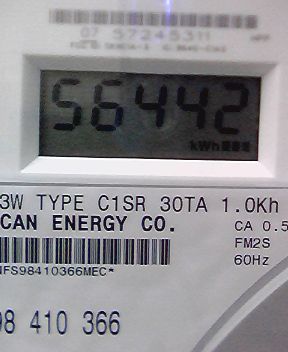 07 57245311
56442
kWh
3W TYPE C1SR 30TA 1.0Kh
CAN ENERGY CO.
CA 0.5
FM2S
60Hz
NFS98410366MEC*
98 410 366